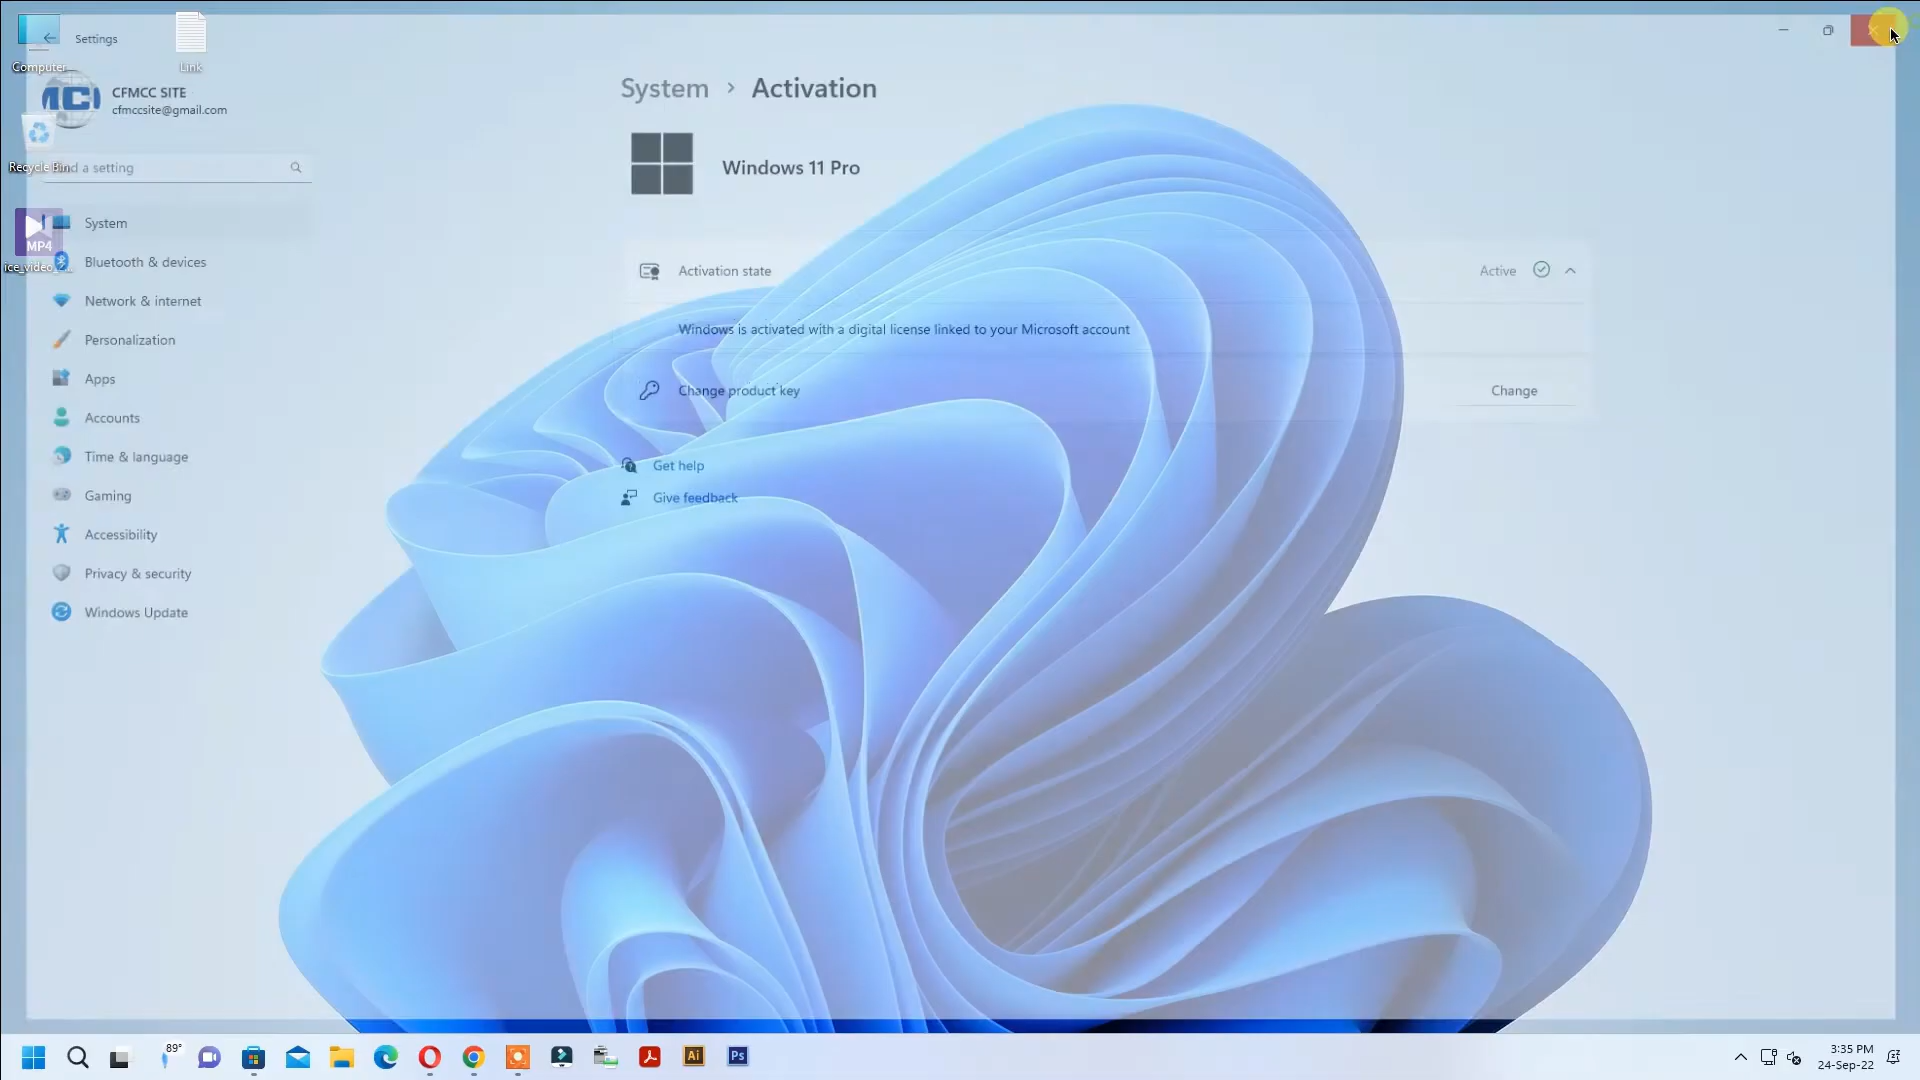 Settings
Computer
Link
CFMCC SITE
cfmccsite@gmail.com
d a setting
Recycle Bin
MP4
ice_video_...
System
Bluetooth & devices
Network & internet
Personalization
Apps
Accounts
Time & language
Gaming
Accessibility
Privacy & security
Windows Update
System > Activation
Windows 11 Pro
Activation state
Active
Windows is activated with a digital license linked to your Microsoft account
Change product key
Change
Get help
Give feedback
89°
Ai
Ps
3:35 PM
24-Sep-22